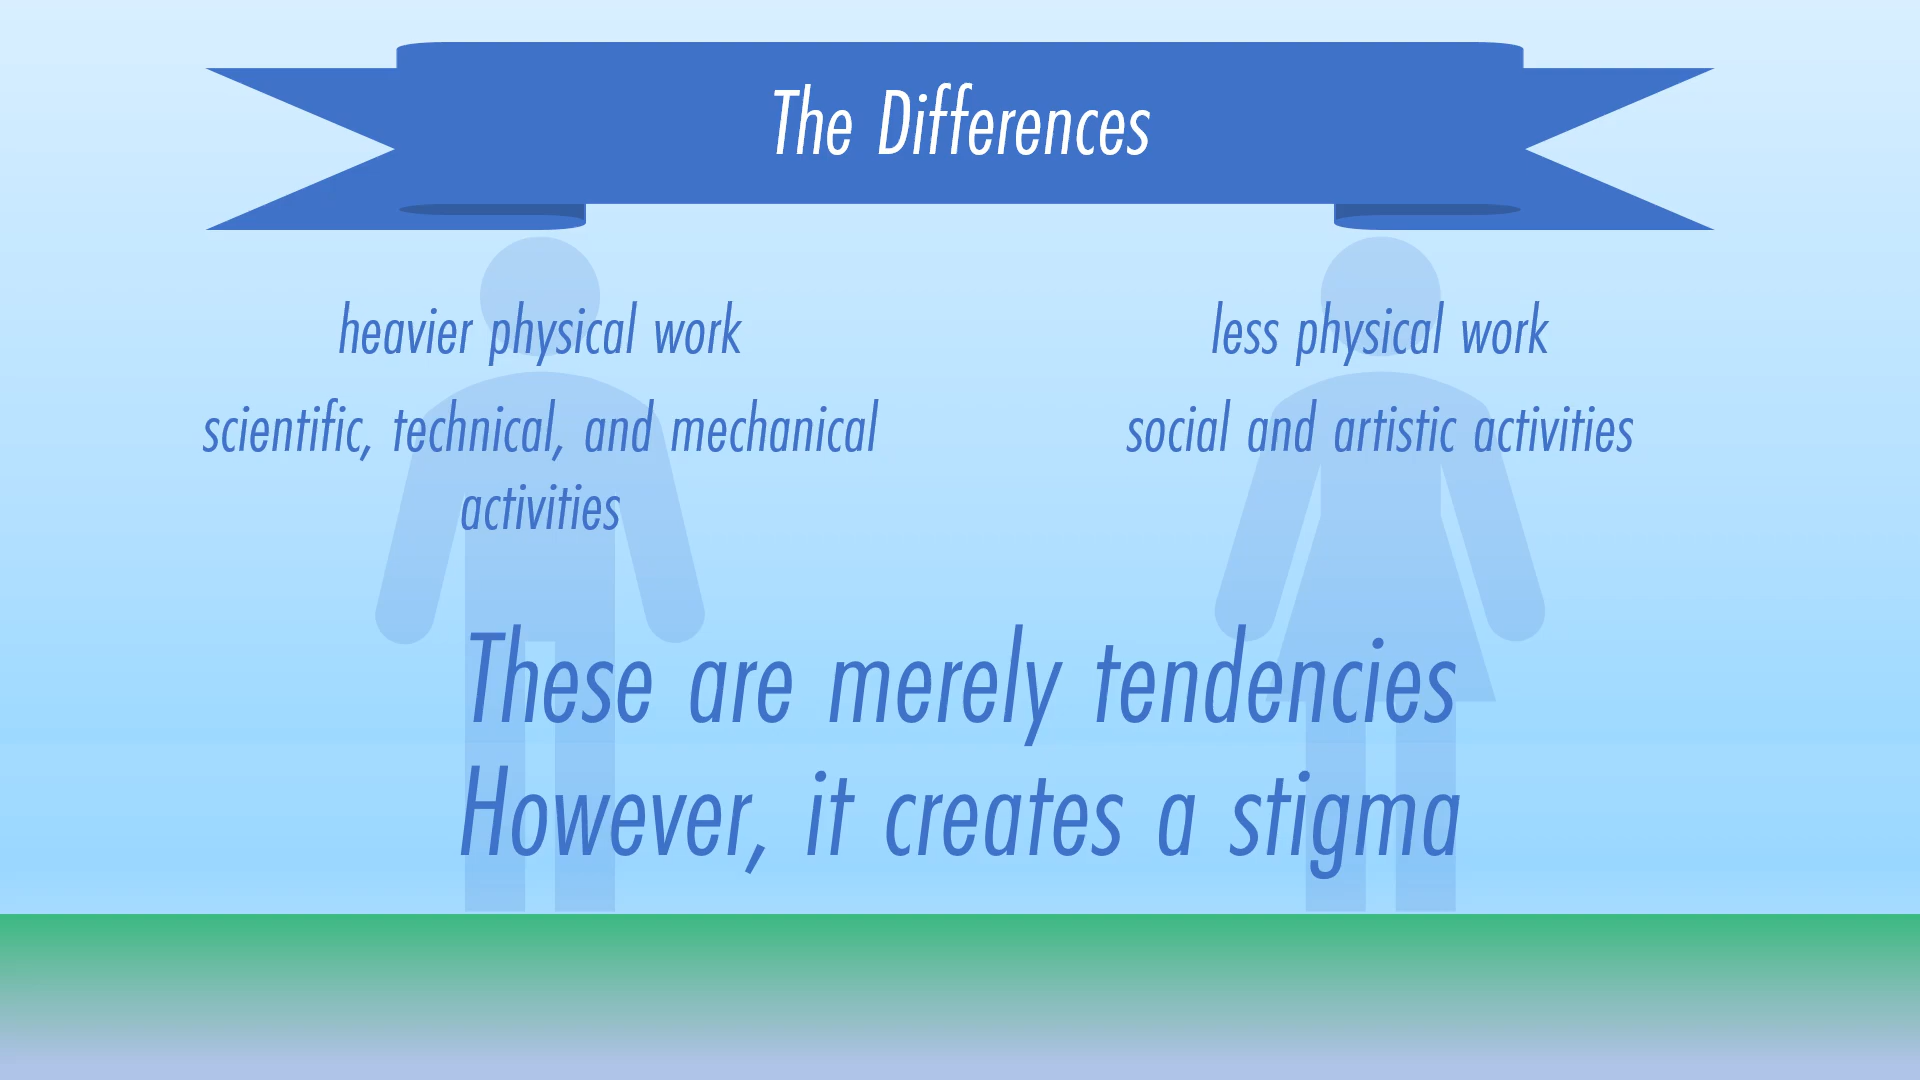 The Differences
heavier physical work
scientific, technical, and mechanical
activities
less physical work
social and artistic activities
These are merely tendencies
However, it creates a stigma